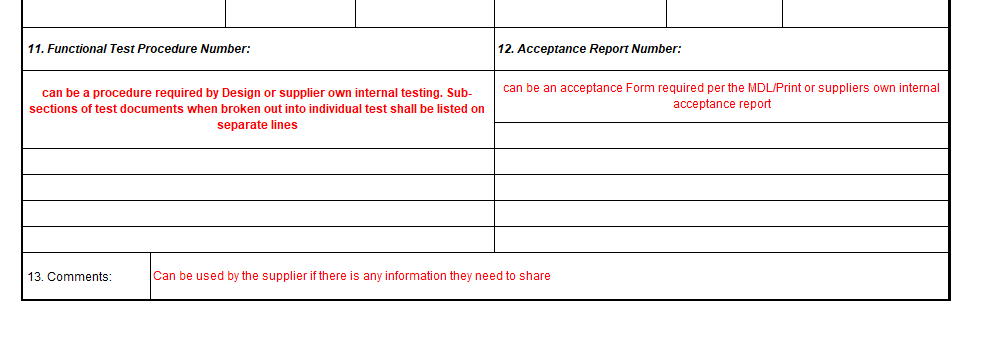 11. Functional Test Procedure Number:
12. Acceptance Report Number:
can be a procedure required by Design or supplier own internal testing. Sub-
sections of test documents when broken out into individual test shall be listed on
separate lines
can be an acceptance Form required per the MDL/Print or suppliers own internal
acceptance report
13. Comments:
Can be used by the supplier if there is any information they need to share